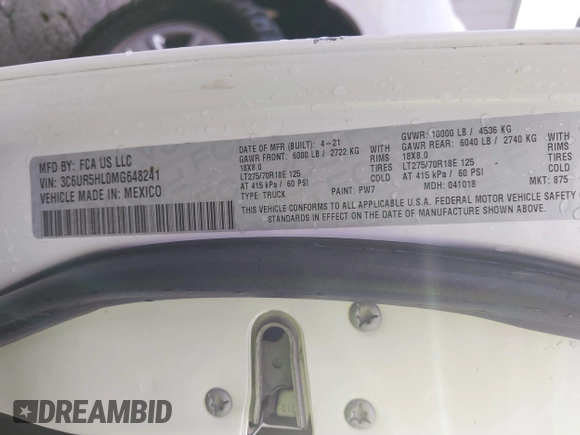 MFD BY: FCA US LLC
VIN: 3C6UR5HL0MG648241
VEHICLE MADE IN: MEXICO
DATE OF MFR (BUILT): 4-21
GAWR FRONT: 6000 LB / 2722 KG
18X8.0
LT275/70R18E 125
AT 415 kPa / 60 PSI
TIRES
COLD
TYPE: TRUCK
PAINT: PW7
GVWR: 10000 LB / 4536 KG
GAWR REAR: 6040 LB / 2740 KG
18X8.0
LT275/70R18E 125
AT 415 kPa / 60 PSI
RIMS
TIRES
COLD
MDH: 041018
MKT: 875
THIS VEHICLE CONFORMS TO ALL APPLICABLE U.S.A. FEDERAL MOTOR VEHICLE SAFETY
STANDARDS IN EFFECT ON THE DATE OF MANUFACTURE SHOWN ABOVE.
DREAMBID